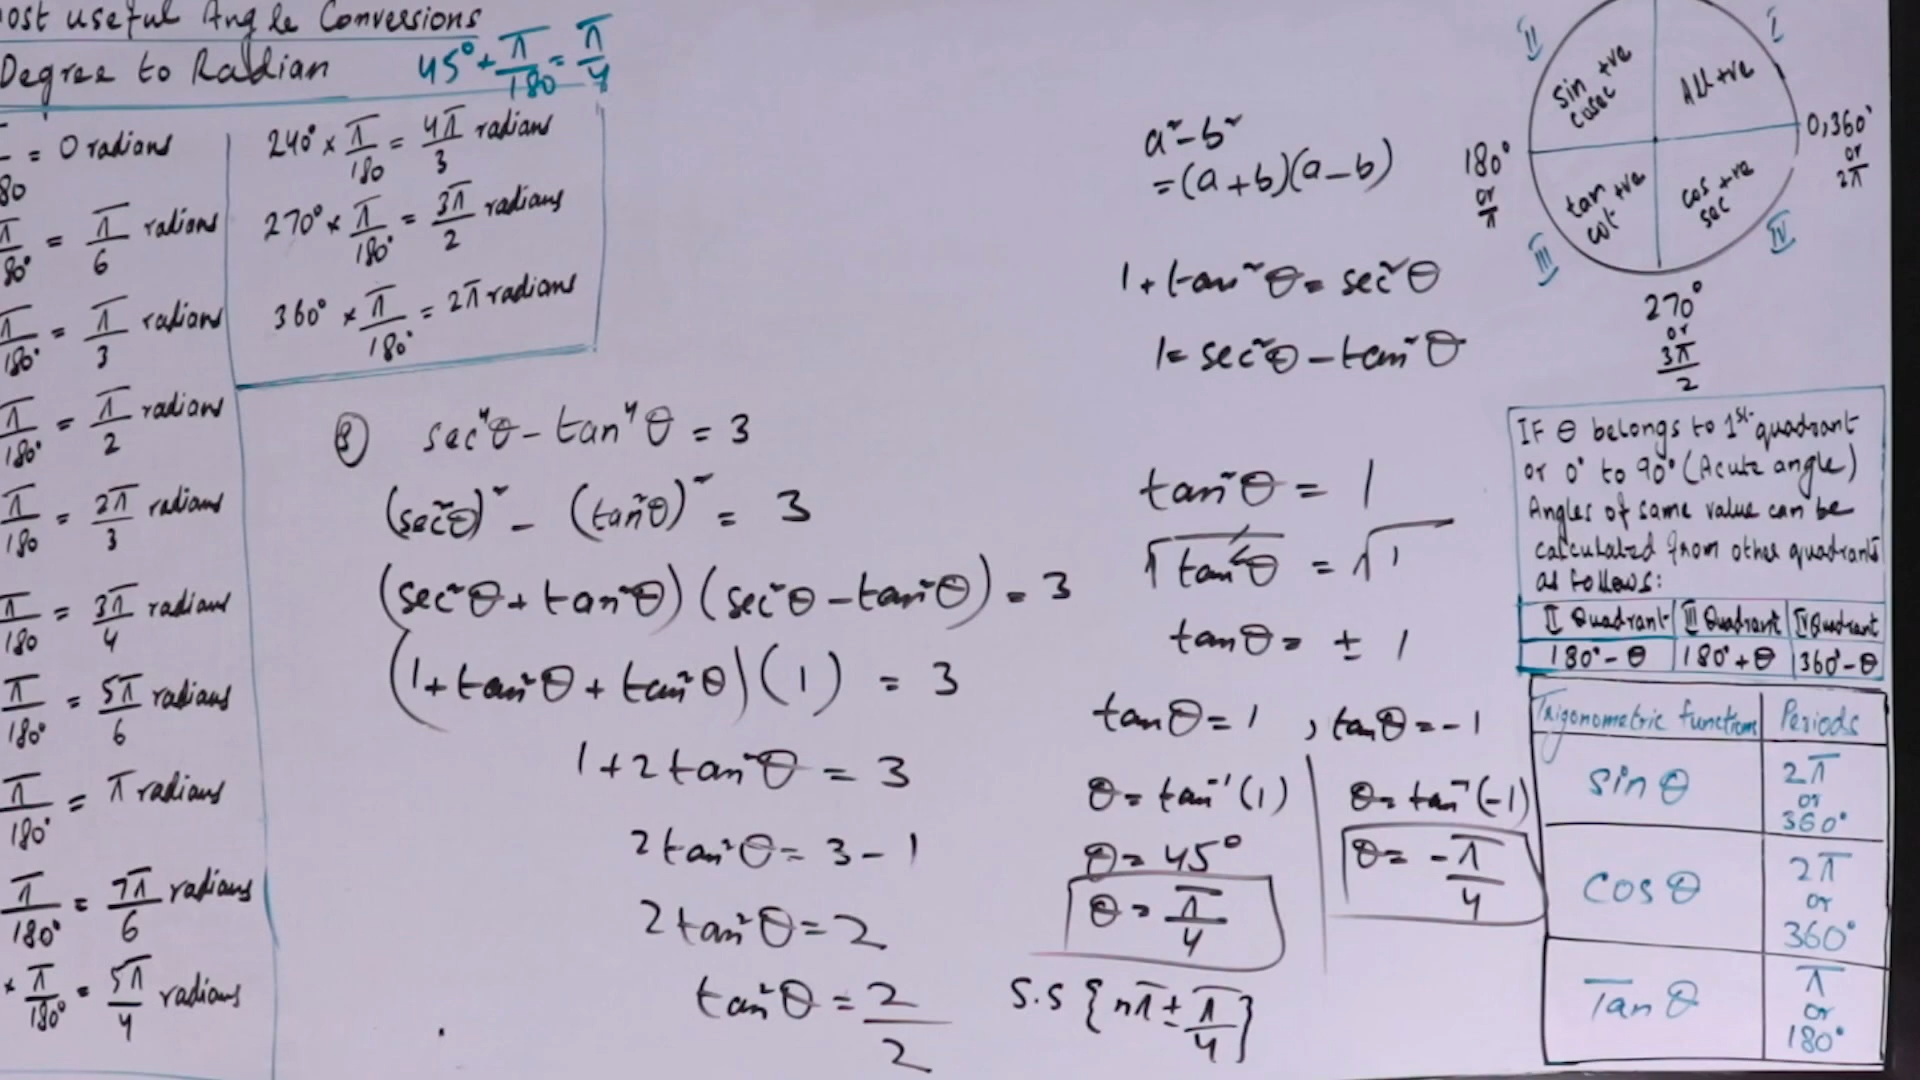 ost useful Angle Conversions
Degree to Radian 45° × π/180 = π/4
= 0 radians
80
π/80° = π/6 radians
π/180° = π/3 radians
π/180° = π/2 radians
π/180 = 2π/3 radians
π/180 = 3π/4 radians
π/180° = 5π/6 radians
π/180° = π radians
π/180° = 7π/6 radians
× π/180° = 5π/4 radians
240° × π/180 = 4π/3 radians
270° × π/180° = 3π/2 radians
360° × π/180° = 2π radians
8) sec⁴θ - tan⁴θ = 3
(sec²θ)² - (tan²θ)² = 3
(sec²θ + tan²θ) (sec²θ - tan²θ) = 3
(1 + tan²θ + tan²θ) (1) = 3
1 + 2 tan²θ = 3
2 tan²θ = 3 - 1
2 tan²θ = 2
tan²θ = 2/2
a² - b²
= (a + b)(a - b)
1 + tan²θ = sec²θ
1 = sec²θ - tan²θ
tan²θ = 1
√tan²θ = √1
tanθ = ± 1
tanθ = 1 , tanθ = -1
θ = tan⁻¹(1)
θ = 45°
θ = π/4
θ = tan⁻¹(-1)
θ = -π/4
S.S {nπ ± π/4}
II
I
sin +ve
cosec
All +ve
180°
or
π
0,360°
or
2π
tan +ve
cot
cos +ve
sec
III
IV
270°
or
3π/2
IF θ belongs to 1st quadrant
or 0° to 90° (Acute angle)
Angles of same value can be
calculated from other quadrants
as follows:
II Quadrant III Quadrant IV Quadrant
180° - θ 180° + θ 360° - θ
Trigonometric functions Periods
sin θ 2π or 360°
cos θ 2π or 360°
Tan θ π or 180°